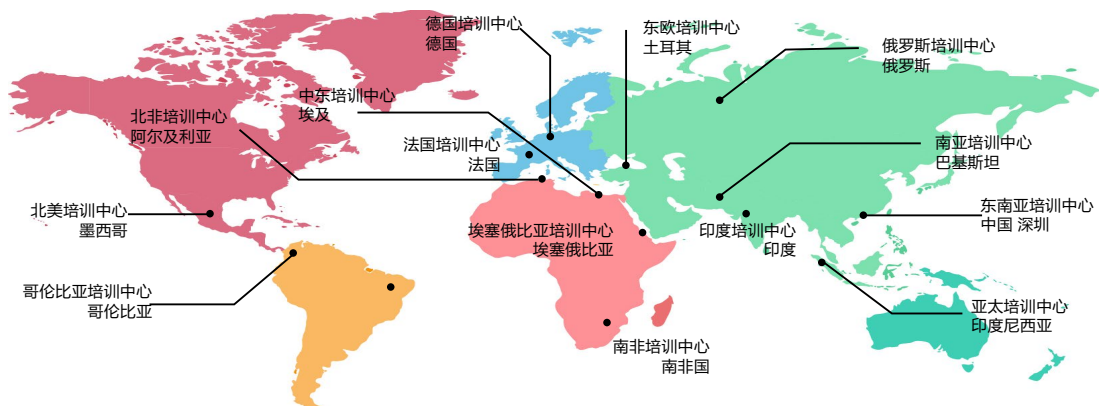 德国培训中心
德国
东欧培训中心
土耳其
俄罗斯培训中心
俄罗斯
中东培训中心
埃及
北非培训中心
阿尔及利亚
法国培训中心
法国
南亚培训中心
巴基斯坦
北美培训中心
墨西哥
埃塞俄比亚培训中心
埃塞俄比亚
印度培训中心
印度
东南亚培训中心
中国 深圳
哥伦比亚培训中心
哥伦比亚
亚太培训中心
印度尼西亚
南非培训中心
南非国